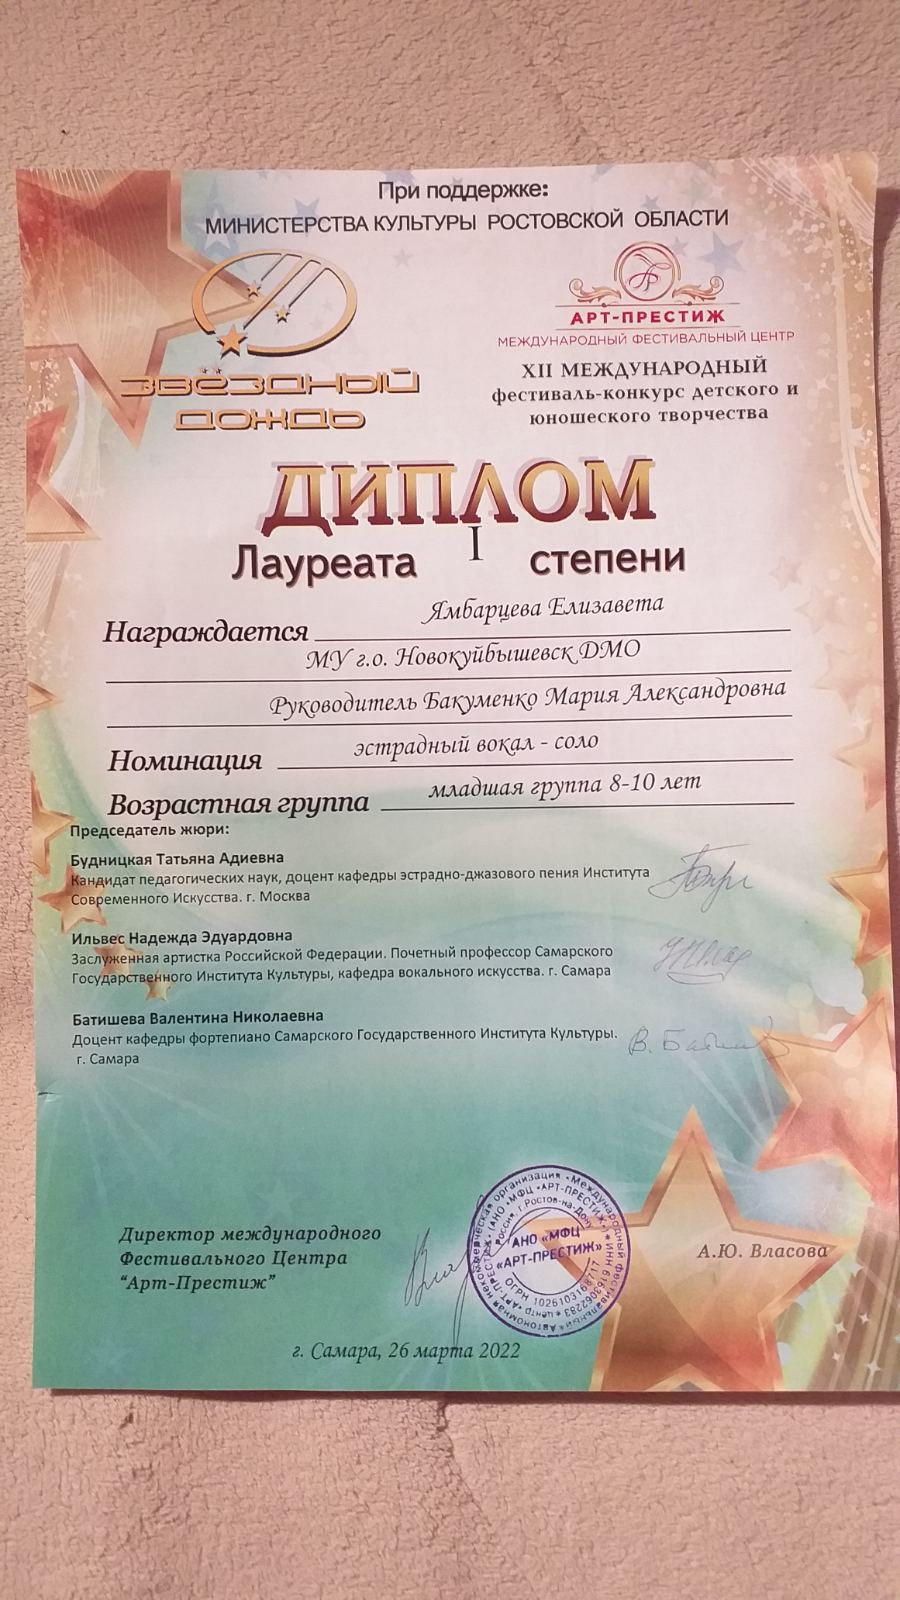 При поддержке:
МИНИСТЕРСТВА КУЛЬТУРЫ РОСТОВСКОЙ ОБЛАСТИ
ЗВЁЗДНЫЙ
ДОЖДЬ
АРТ-ПРЕСТИЖ
МЕЖДУНАРОДНЫЙ ФЕСТИВАЛЬНЫЙ ЦЕНТР
XII МЕЖДУНАРОДНЫЙ
фестиваль-конкурс детского и
юношеского творчества
ДИПЛОМ
Лауреата I степени
Награждается Ямбарцева Елизавета
МУ г.о. Новокуйбышевск ДМО
Руководитель Бакуменко Мария Александровна
Номинация эстрадный вокал - соло
Возрастная группа младшая группа 8-10 лет
Председатель жюри:
Будницкая Татьяна Адиевна
Кандидат педагогических наук, доцент кафедры эстрадно-джазового пения Института
Современного Искусства. г. Москва
Ильвес Надежда Эдуардовна
Заслуженная артистка Российской Федерации. Почетный профессор Самарского
Государственного Института Культуры, кафедра вокального искусства. г. Самара
Батишева Валентина Николаевна
Доцент кафедры фортепиано Самарского Государственного Института Культуры.
г. Самара
Директор международного
Фестивального Центра
"Арт-Престиж"
А.Ю. Власова
АНО «МФЦ
«АРТ-ПРЕСТИЖ»
г. Самара, 26 марта 2022